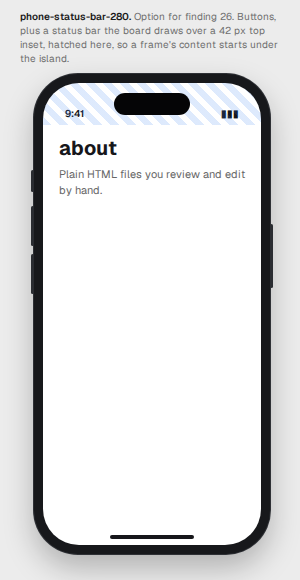 phone-status-bar-280. Option for finding 26. Buttons,
plus a status bar the board draws over a 42 px top
inset, hatched here, so a frame's content starts under
the island.
9:41
about
Plain HTML files you review and edit
by hand.